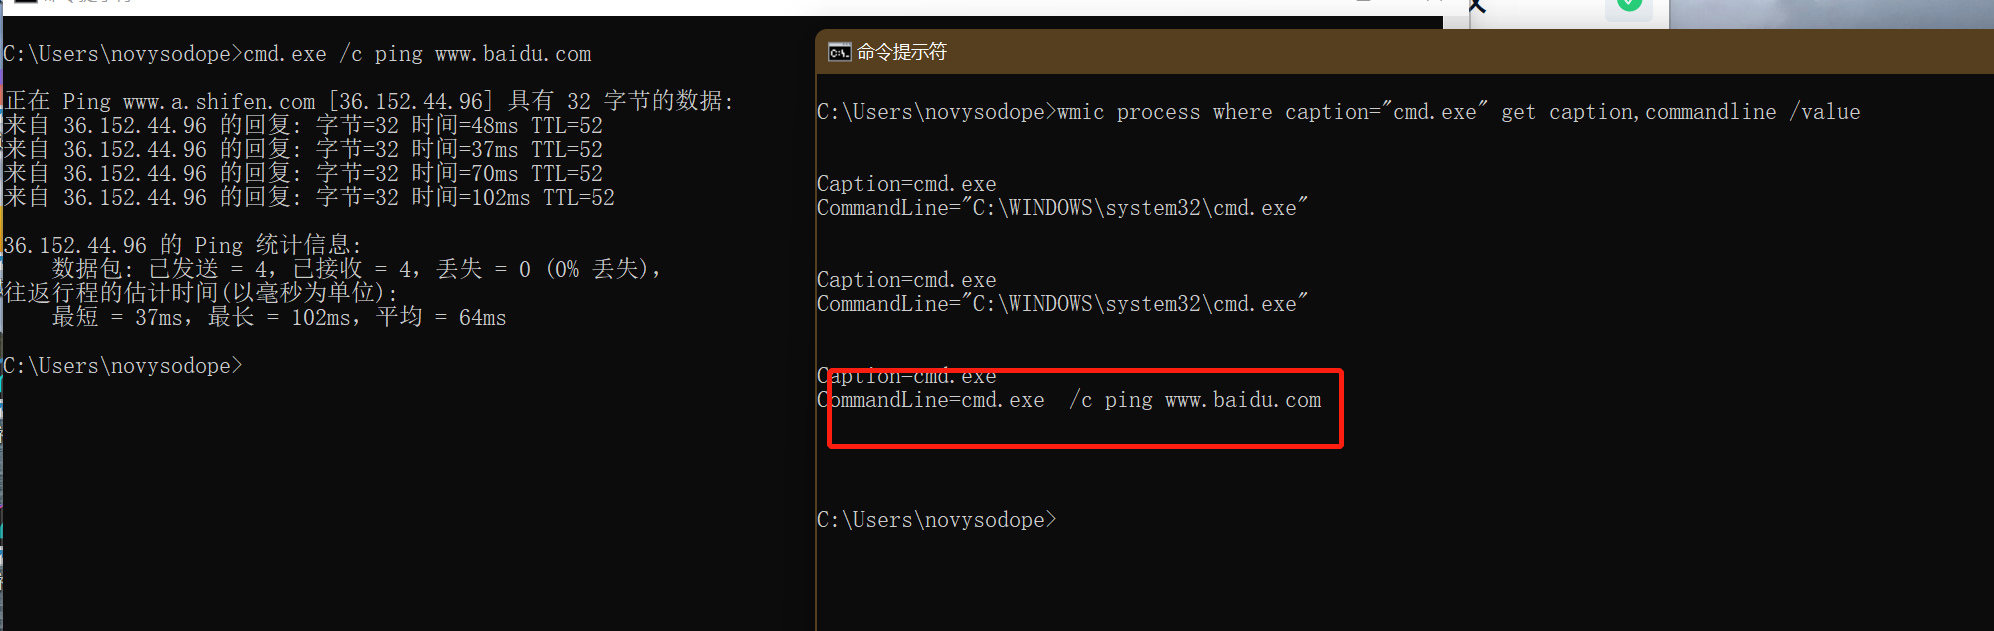 C:\Users\novysodope>cmd.exe /c ping www.baidu.com
正在 Ping www.a.shifen.com [36.152.44.96] 具有 32 字节的数据:
来自 36.152.44.96 的回复: 字节=32 时间=48ms TTL=52
来自 36.152.44.96 的回复: 字节=32 时间=37ms TTL=52
来自 36.152.44.96 的回复: 字节=32 时间=70ms TTL=52
来自 36.152.44.96 的回复: 字节=32 时间=102ms TTL=52
36.152.44.96 的 Ping 统计信息:
数据包: 已发送 = 4，已接收 = 4，丢失 = 0 (0% 丢失)，
往返行程的估计时间(以毫秒为单位):
最短 = 37ms，最长 = 102ms，平均 = 64ms
C:\Users\novysodope>
命令提示符
C:\Users\novysodope>wmic process where caption="cmd.exe" get caption,commandline /value
Caption=cmd.exe
CommandLine="C:\WINDOWS\system32\cmd.exe"
Caption=cmd.exe
CommandLine="C:\WINDOWS\system32\cmd.exe"
Caption=cmd.exe
CommandLine=cmd.exe  /c ping www.baidu.com
C:\Users\novysodope>